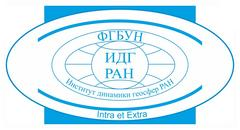 ФГБУН
ИДГ
РАН
Институт динамики геосфер РАН
Intra et Extra